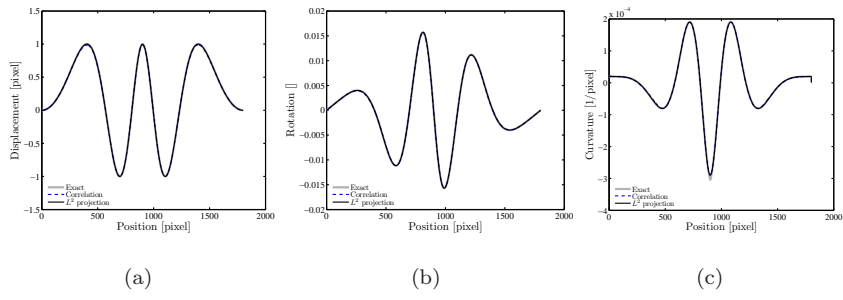 1.5
1
0.5
0
−0.5
−1
−1.5
Displacement [pixel]
Exact
Correlation
L² projection
0
500
1000
1500
2000
Position [pixel]
(a)
0.02
0.015
0.01
0.005
0
−0.005
−0.01
−0.015
−0.02
Rotation []
Exact
Correlation
L² projection
0
500
1000
1500
2000
Position [pixel]
(b)
2 x 10⁻⁴
1
0
−1
−2
−3
−4
Curvature [1/pixel]
Exact
Correlation
L² projection
0
500
1000
1500
2000
Position [pixel]
(c)